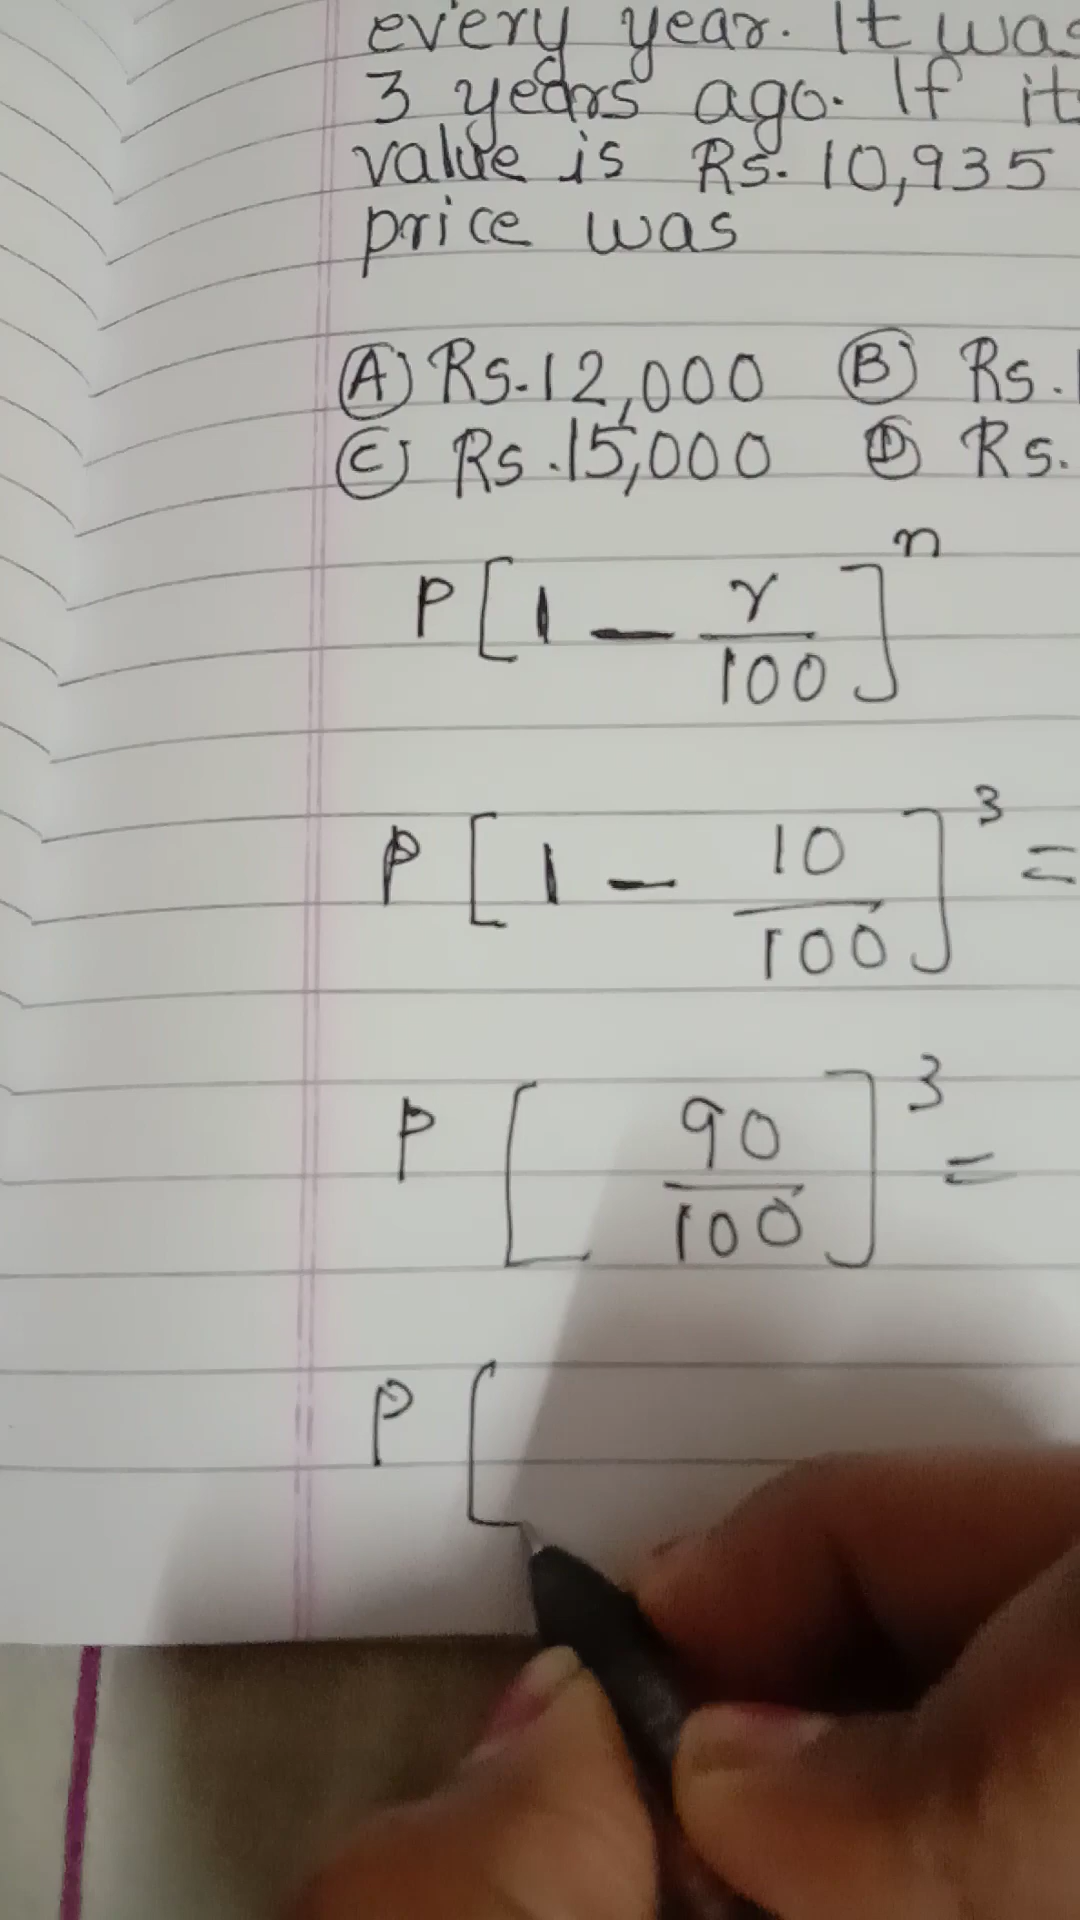 every year. It was
3 years ago. If it
value is Rs. 10,935
price was
(A) Rs. 12,000 (B) Rs. 1
(C) Rs. 15,000 (D) Rs.
P[1 - r/100]^n
P[1 - 10/100]^3 =
P[90/100]^3 =
P[